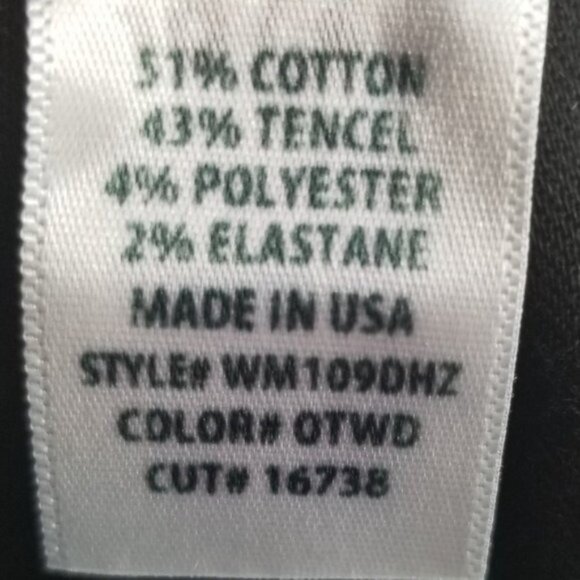 51% COTTON
43% TENCEL
4% POLYESTER
2% ELASTANE
MADE IN USA
STYLE# WM109DHZ
COLOR# OTWD
CUT# 16738